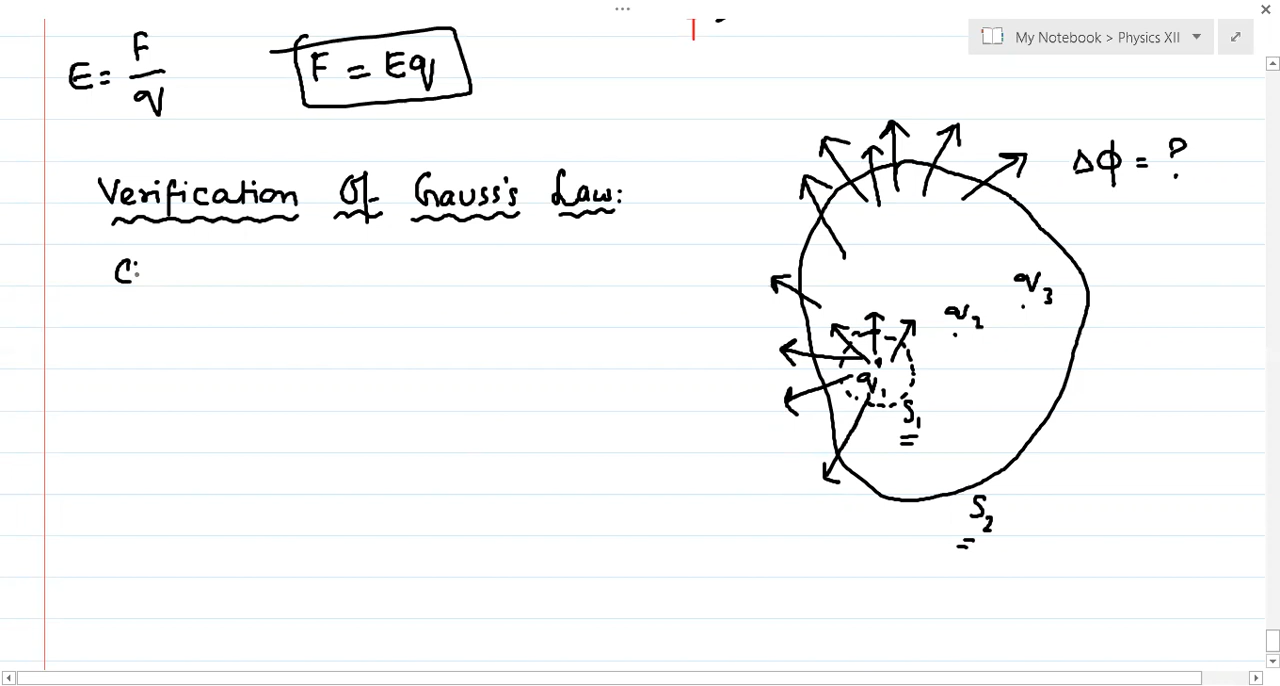 My Notebook > Physics XII
E = F/q
F = Eq
Δϕ = ?
Verification Of Gauss's Law:
C
q3
q2
q1
S1
S2